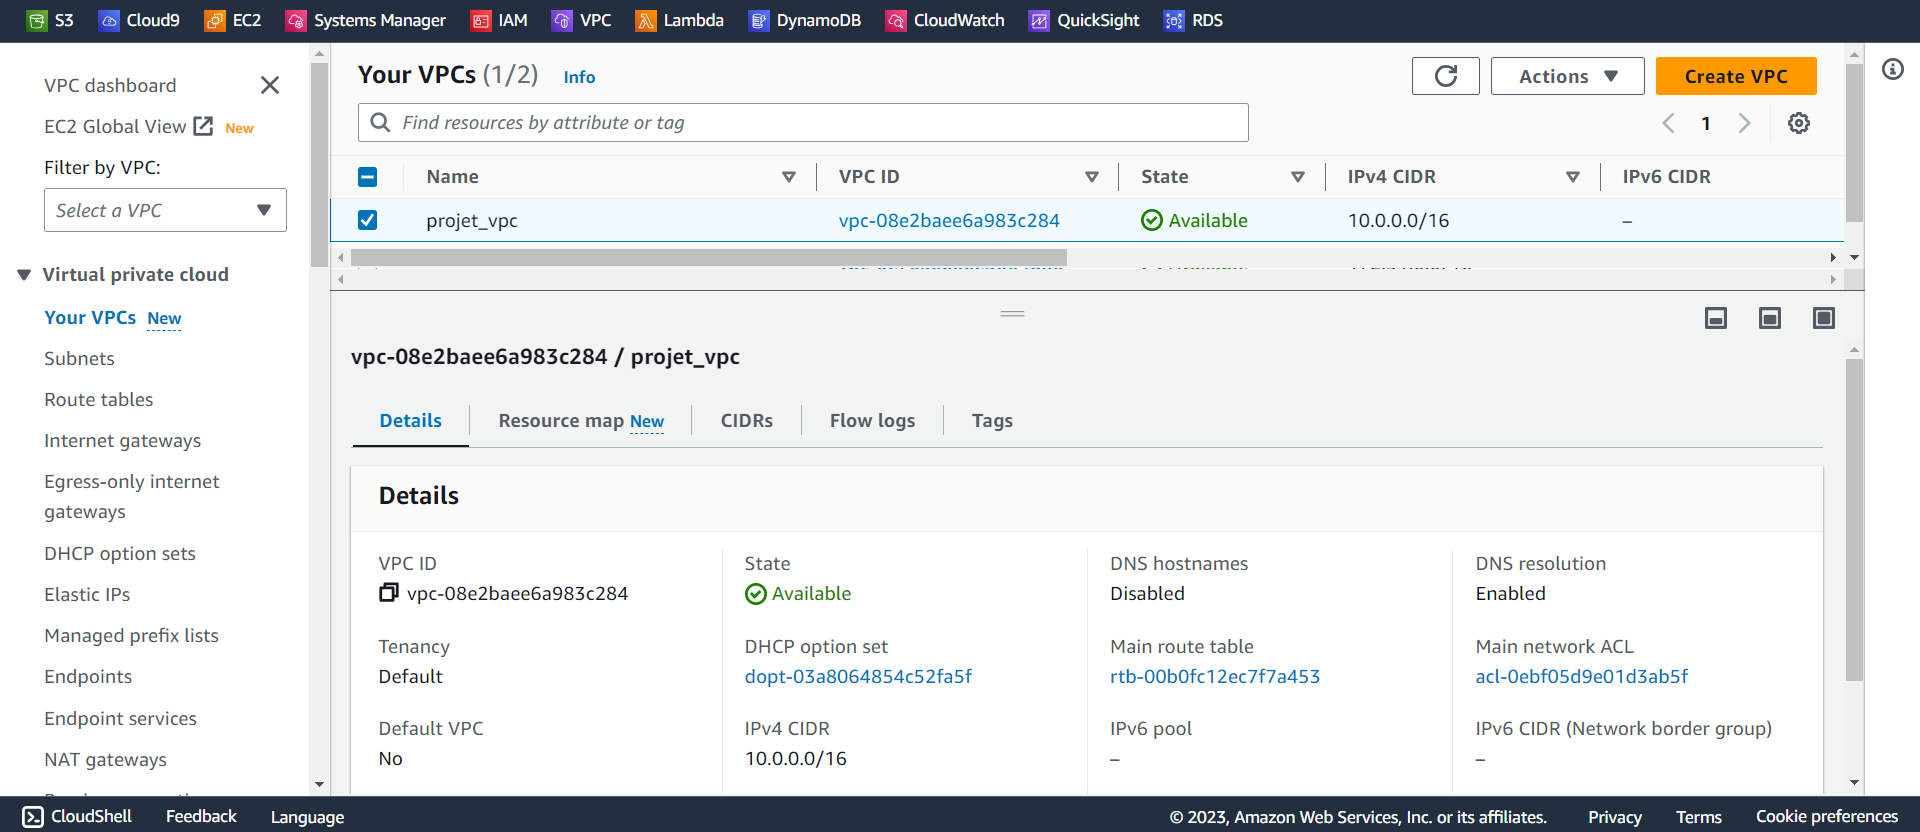 S3 Cloud9 EC2 Systems Manager IAM VPC Lambda DynamoDB CloudWatch QuickSight RDS
VPC dashboard
EC2 Global View New
Filter by VPC:
Select a VPC
Virtual private cloud
Your VPCs New
Subnets
Route tables
Internet gateways
Egress-only internet
gateways
DHCP option sets
Elastic IPs
Managed prefix lists
Endpoints
Endpoint services
NAT gateways
Your VPCs (1/2) Info
Actions
Create VPC
Find resources by attribute or tag
1
Name VPC ID State IPv4 CIDR IPv6 CIDR
projet_vpc vpc-08e2baee6a983c284 Available 10.0.0.0/16 –
vpc-08e2baee6a983c284 / projet_vpc
Details Resource map New CIDRs Flow logs Tags
Details
VPC ID State DNS hostnames DNS resolution
vpc-08e2baee6a983c284 Available Disabled Enabled
Tenancy DHCP option set Main route table Main network ACL
Default dopt-03a8064854c52fa5f rtb-00b0fc12ec7f7a453 acl-0ebf05d9e01d3ab5f
Default VPC IPv4 CIDR IPv6 pool IPv6 CIDR (Network border group)
No 10.0.0.0/16 – –
CloudShell Feedback Language © 2023, Amazon Web Services, Inc. or its affiliates. Privacy Terms Cookie preferences